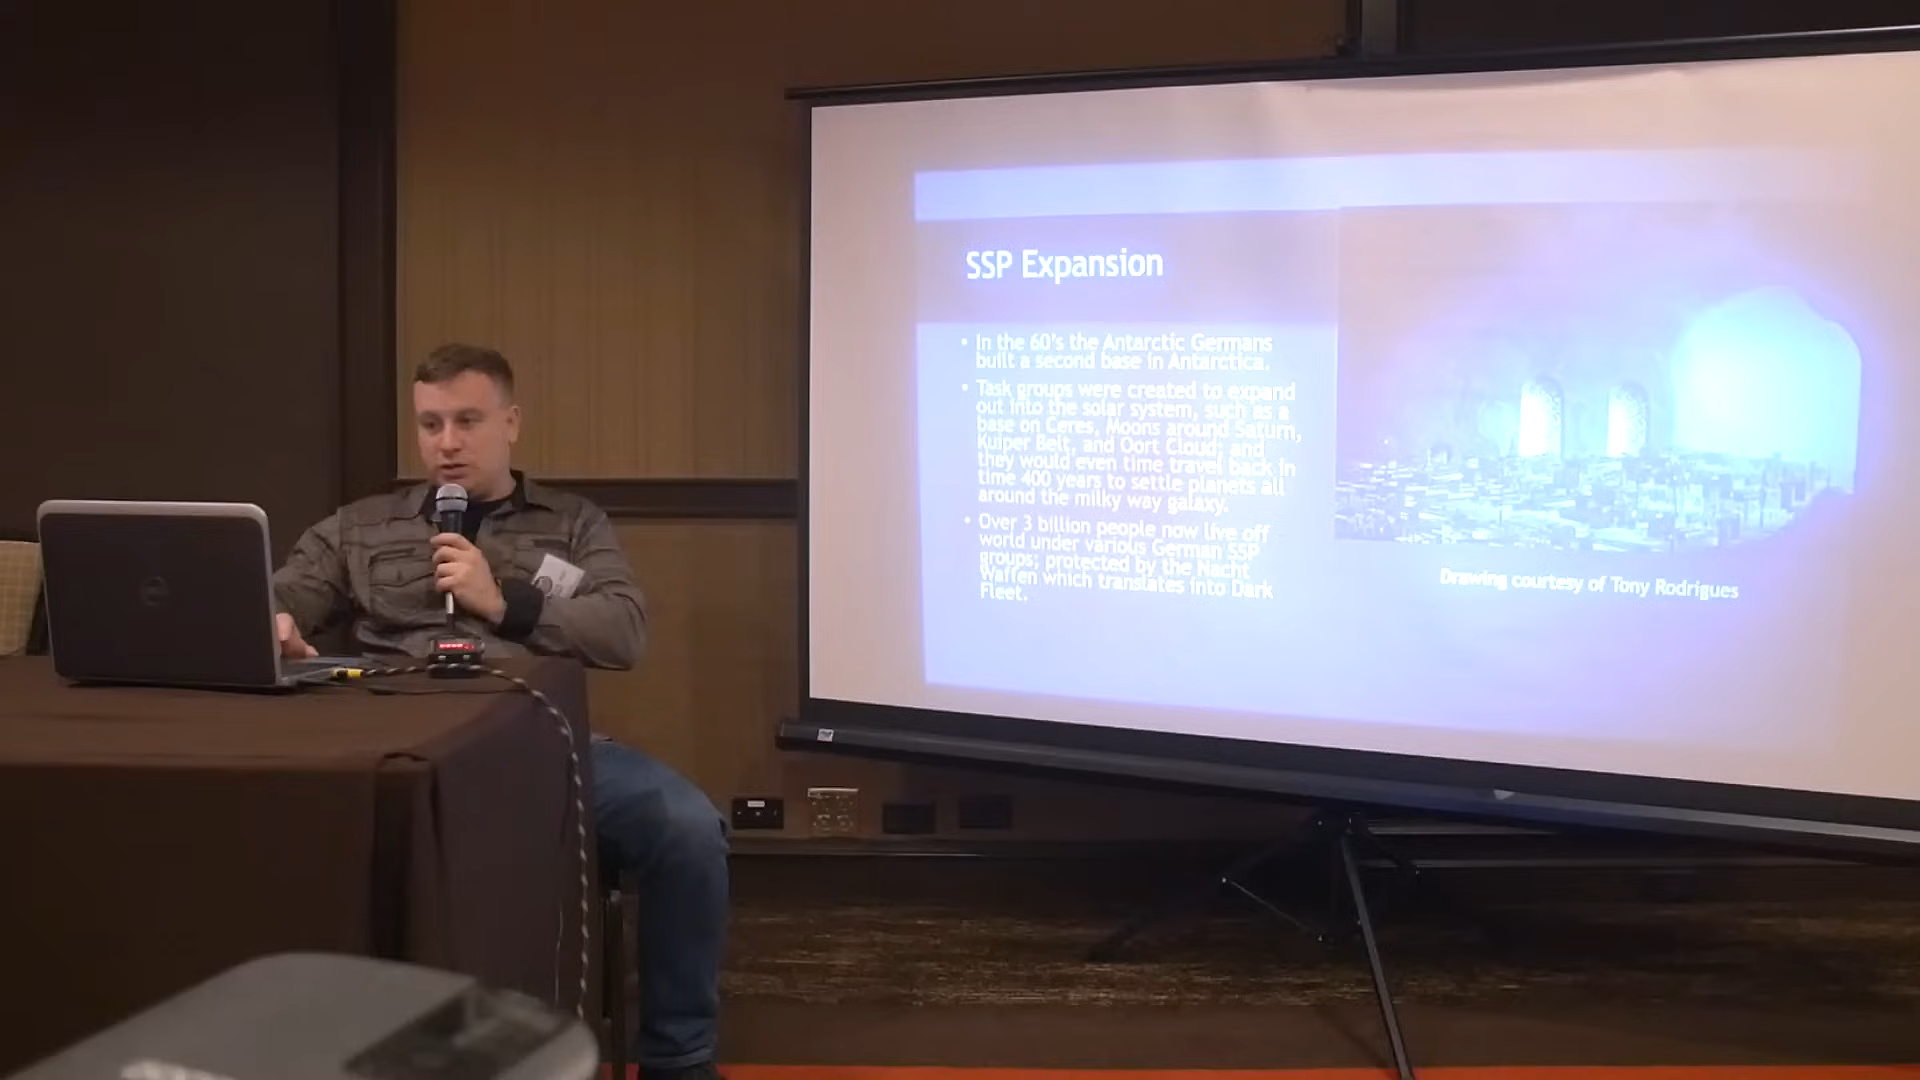 SSP Expansion
• In the 60's the Antarctic Germans
built a second base in Antarctica.
• Task groups were created to expand
out into the solar system, such as a
base on Ceres, Moons around Saturn,
Kuiper Belt, and Oort Cloud; and
they would even time travel back in
time 400 years to settle planets all
around the milky way galaxy.
• Over 3 billion people now live off
world under various German SSP
groups; protected by the Nacht
Waffen which translates into Dark
Fleet.
Drawing courtesy of Tony Rodrigues